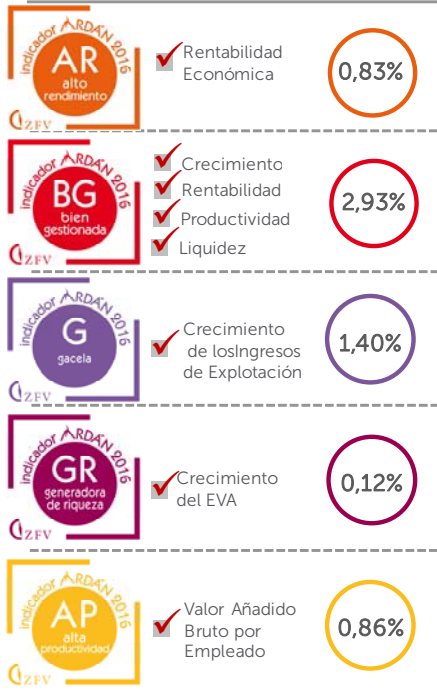 indicador ARDÁN 2016
AR
alto
rendimiento
ZFV
Rentabilidad
Económica
0,83%
indicador ARDÁN 2016
BG
bien
gestionada
ZFV
Crecimiento
Rentabilidad
Productividad
Liquidez
2,93%
indicador ARDÁN 2016
G
gacela
ZFV
Crecimiento
de losIngresos
de Explotación
1,40%
indicador ARDÁN 2016
GR
generadora
de riqueza
ZFV
Crecimiento
del EVA
0,12%
indicador ARDÁN 2016
AP
alta
productividad
ZFV
Valor Añadido
Bruto por
Empleado
0,86%